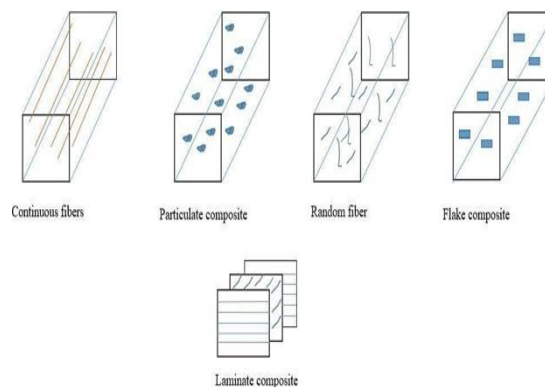 Continuous fibers
Particulate composite
Random fiber
Flake composite
Laminate composite